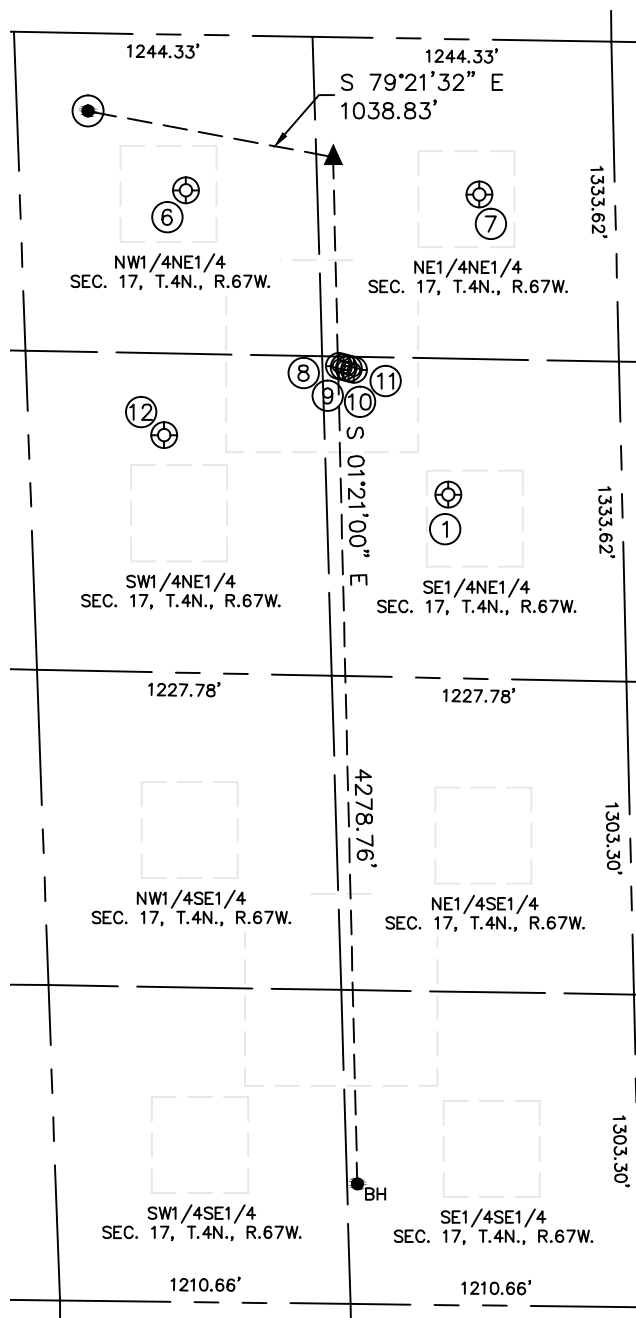 1244.33'
1244.33'
S 79°21'32" E
1038.83'
1333.62'
6
7
NW1/4NE1/4
SEC. 17, T.4N., R.67W.
NE1/4NE1/4
SEC. 17, T.4N., R.67W.
8
9
10
11
12
S 01°21'00" E
1
1333.62'
SW1/4NE1/4
SEC. 17, T.4N., R.67W.
SE1/4NE1/4
SEC. 17, T.4N., R.67W.
1227.78'
1227.78'
4278.76'
1303.30'
NW1/4SE1/4
SEC. 17, T.4N., R.67W.
NE1/4SE1/4
SEC. 17, T.4N., R.67W.
1303.30'
BH
SW1/4SE1/4
SEC. 17, T.4N., R.67W.
SE1/4SE1/4
SEC. 17, T.4N., R.67W.
1210.66'
1210.66'